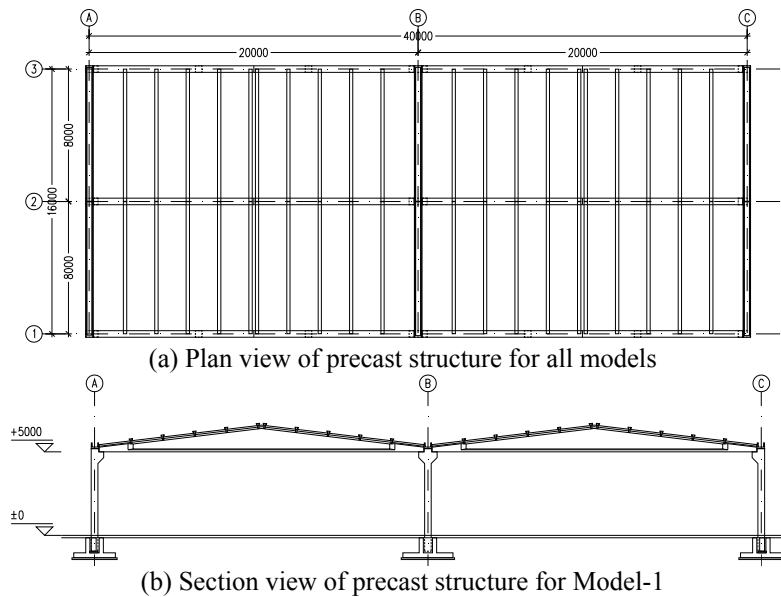 A B C
40000
20000 20000
3
8000
16000
2
8000
1
(a) Plan view of precast structure for all models
A B C
+5000
±0
(b) Section view of precast structure for Model-1